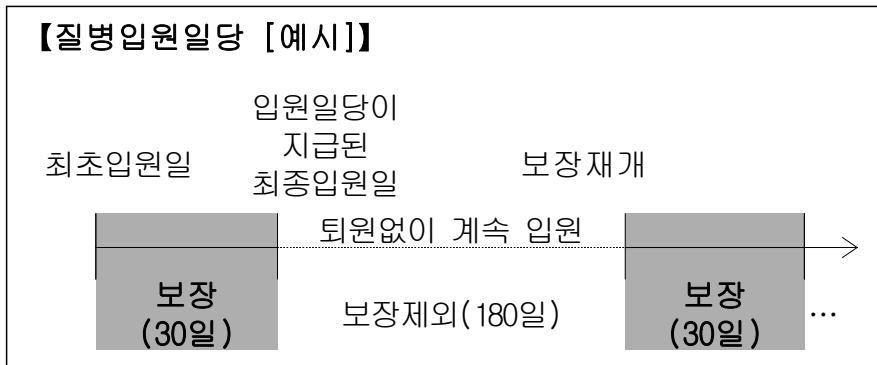 【질병입원일당 [예시]】
최초입원일
입원일당이
지급된
최종입원일
보장재개
퇴원없이 계속 입원
보장
(30일)
보장제외(180일)
보장
(30일)
…